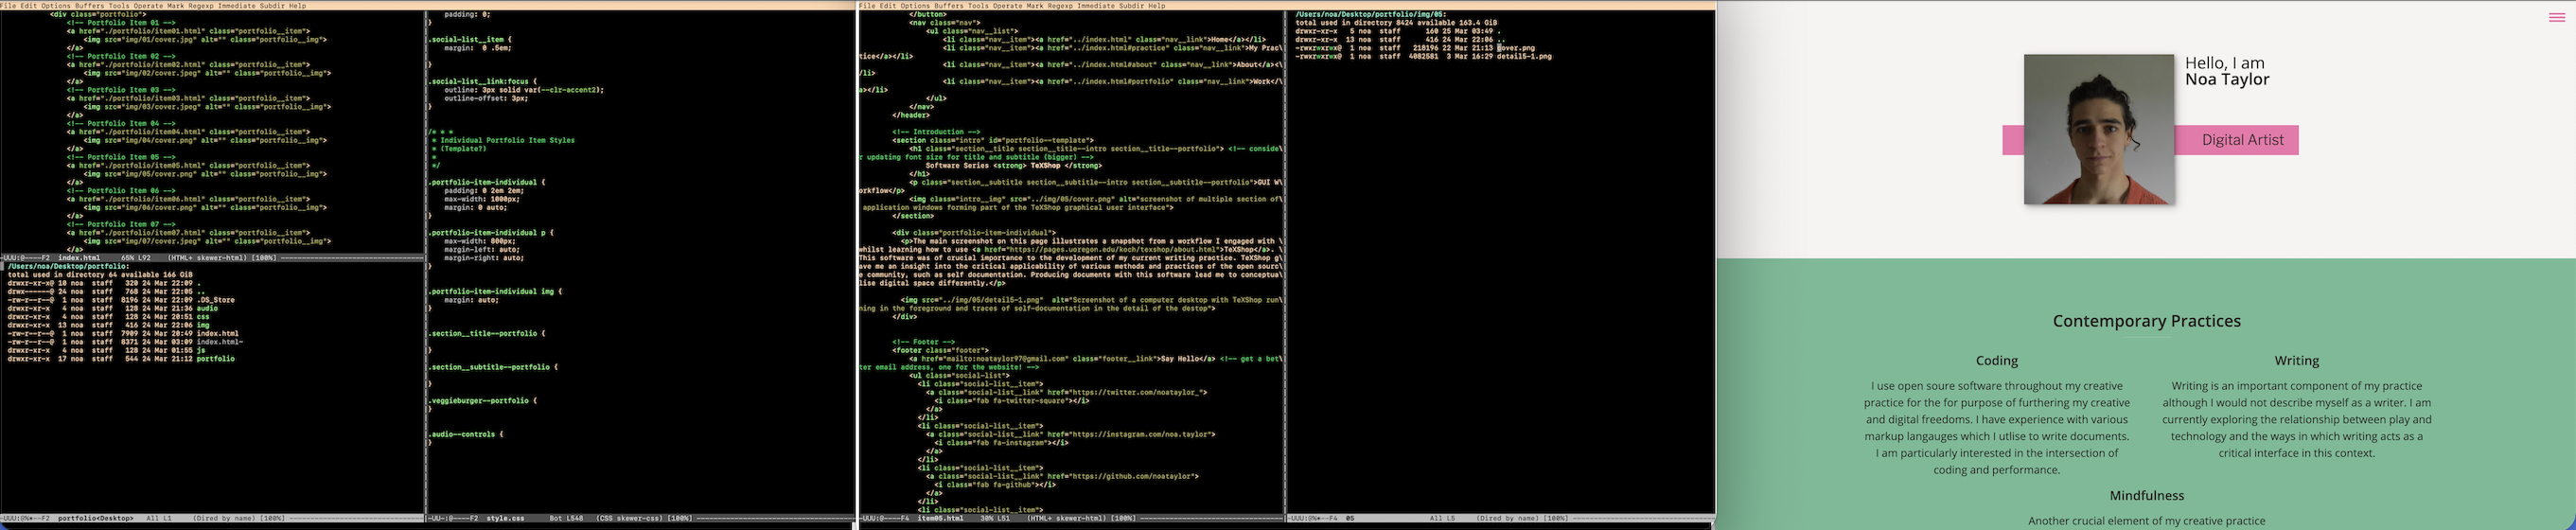 File Edit Options Buffers Tools Operate Mark Regexp Immediate Subdir Help
<div class="portfolio">
<!-- Portfolio Item 01 -->
<a href="./portfolio/item01.html" class="portfolio__item">
<img src="img/01/cover.jpeg" alt="" class="portfolio__img">
</a>
<!-- Portfolio Item 02 -->
<a href="./portfolio/item02.html" class="portfolio__item">
<img src="img/02/cover.jpeg" alt="" class="portfolio__img">
</a>
<!-- Portfolio Item 03 -->
<a href="./portfolio/item03.html" class="portfolio__item">
<img src="img/03/cover.jpeg" alt="" class="portfolio__img">
</a>
<!-- Portfolio Item 04 -->
<a href="./portfolio/item04.html" class="portfolio__item">
<img src="img/04/cover.png" alt="" class="portfolio__img">
</a>
<!-- Portfolio Item 05 -->
<a href="./portfolio/item05.html" class="portfolio__item">
<img src="img/05/cover.png" alt="" class="portfolio__img">
</a>
<!-- Portfolio Item 06 -->
<a href="./portfolio/item06.html" class="portfolio__item">
<img src="img/06/cover.png" alt="" class="portfolio__img">
</a>
<!-- Portfolio Item 07 -->
<a href="./portfolio/item07.html" class="portfolio__item">
<img src="img/07/cover.png" alt="" class="portfolio__img">
</a>
-UUU:@----F2 index.html 65% L92 (HTML+ skewer-html) [100%]
/Users/noa/Desktop/portfolio:
total used in directory 64 available 166 GiB
drwxr-xr-x@ 10 noa staff 320 24 Mar 22:09 .
drwx------@ 24 noa staff 768 24 Mar 22:05 ..
-rw-r--r--@ 1 noa staff 8196 24 Mar 22:09 .DS_Store
drwxr-xr-x 4 noa staff 128 24 Mar 21:36 audio
drwxr-xr-x 4 noa staff 128 24 Mar 20:51 css
drwxr-xr-x 13 noa staff 416 24 Mar 22:06 img
-rw-r--r--@ 1 noa staff 7909 24 Mar 20:49 index.html
-rw-r--r--@ 1 noa staff 8371 24 Mar 03:09 index.html~
drwxr-xr-x 4 noa staff 128 24 Mar 01:55 js
drwxr-xr-x 17 noa staff 544 24 Mar 21:12 portfolio
-UUU:@%*--F2 portfolio<Desktop> All L1 (Dired by name) [100%]
padding: 0;
}
.social-list__item {
margin: 0 .5em;
}
.social-list__link:focus {
outline: 3px solid var(--clr-accent2);
outline-offset: 3px;
}
/* * *
* Individual Portfolio Item Styles
* (Template?)
*
*/
.portfolio-item-individual {
padding: 0 2em 2em;
max-width: 1000px;
margin: 0 auto;
}
.portfolio-item-individual p {
max-width: 800px;
margin-left: auto;
margin-right: auto;
}
.portfolio-item-individual img {
margin: auto;
}
.section__title--portfolio {
}
.section__subtitle--portfolio {
}
.veggieburger--portfolio {
}
.audio--controls {
}
-UU-:@----F2 style.css Bot L548 (CSS skewer-css) [100%]
File Edit Options Buffers Tools Operate Mark Regexp Immediate Subdir Help
</button>
<nav class="nav">
<ul class="nav__list">
<li class="nav__item"><a href="../index.html" class="nav__link">Home</a></li>
<li class="nav__item"><a href="../index.html#practice" class="nav__link">My Prac\
tice</a></li>
<li class="nav__item"><a href="../index.html#about" class="nav__link">About</a><\
/li>
<li class="nav__item"><a href="../index.html#portfolio" class="nav__link">Work</\
a></li>
</ul>
</nav>
</header>
<!-- Introduction -->
<section class="intro" id="portfolio--template">
<h1 class="section__title section__title--intro section__title--portfolio"> <!-- conside\
r updating font size for title and subtitle (bigger) -->
Software Series <strong> TeXShop </strong>
</h1>
<p class="section__subtitle section__subtitle--intro section__subtitle--portfolio">GUI W\
orkflow</p>
<img class="intro__img" src="../img/05/cover.png" alt="screenshot of multiple section of\
application windows forming part of the TeXShop graphical user interface">
</section>
<div class="portfolio-item-individual">
<p>The main screenshot on this page illustrates a snapshot from a workflow I engaged with \
whilst learning how to use <a href="https://pages.uoregon.edu/koch/texshop/about.html">TeXShop</a>. \
This software was of crucial importance to the development of my current writing practice. TeXShop g\
ave me an insight into the critical applicability of various methods and practices of the open sourc\
e community, such as self documentation. Producing documents with this software lead me to conceptua\
lise digital space differently.</p>
<img src="../img/05/detail5-1.png" alt="Screenshot of a computer desktop with TeXShop run\
ning in the foreground and traces of self-documentation in the detail of the destop">
</div>
<!-- Footer -->
<footer class="footer">
<a href="mailto:noataylor97@gmail.com" class="footer__link">Say Hello</a> <!-- get a bet\
ter email address, one for the website! -->
<ul class="social-list">
<li class="social-list__item">
<a class="social-list__link" href="https://twitter.com/noataylor_">
<i class="fab fa-twitter-square"></i>
</a>
</li>
<li class="social-list__item">
<a class="social-list__link" href="https://instagram.com/noa.taylor">
<i class="fab fa-instagram"></i>
</a>
</li>
<li class="social-list__item">
<a class="social-list__link" href="https://github.com/noataylor">
<i class="fab fa-github"></i>
</a>
</li>
<li class="social-list__item">
-UUU:@----F4 item05.html 30% L51 (HTML+ skewer-html) [100%]
/Users/noa/Desktop/portfolio/img/05:
total used in directory 8424 available 163.4 GiB
drwxr-xr-x 5 noa staff 160 25 Mar 03:49 .
drwxr-xr-x 13 noa staff 416 24 Mar 22:06 ..
-rwxrwxrwx@ 1 noa staff 218196 22 Mar 21:13 cover.png
-rwxrwxrwx@ 1 noa staff 4082581 3 Mar 16:29 detail5-1.png
-UUU:@%*--F4 05 All L5 (Dired by name) [100%]
Hello, I am
Noa Taylor
Digital Artist
Contemporary Practices
Coding
I use open soure software throughout my creative
practice for the for purpose of furthering my creative
and digital freedoms. I have experience with various
markup langauges which I utlise to write documents.
I am particularly interested in the intersection of
coding and performance.
Writing
Writing is an important component of my practice
although I would not describe myself as a writer. I am
currently exploring the relationship between play and
technology and the ways in which writing acts as a
critical interface in this context.
Mindfulness
Another crucial element of my creative practice